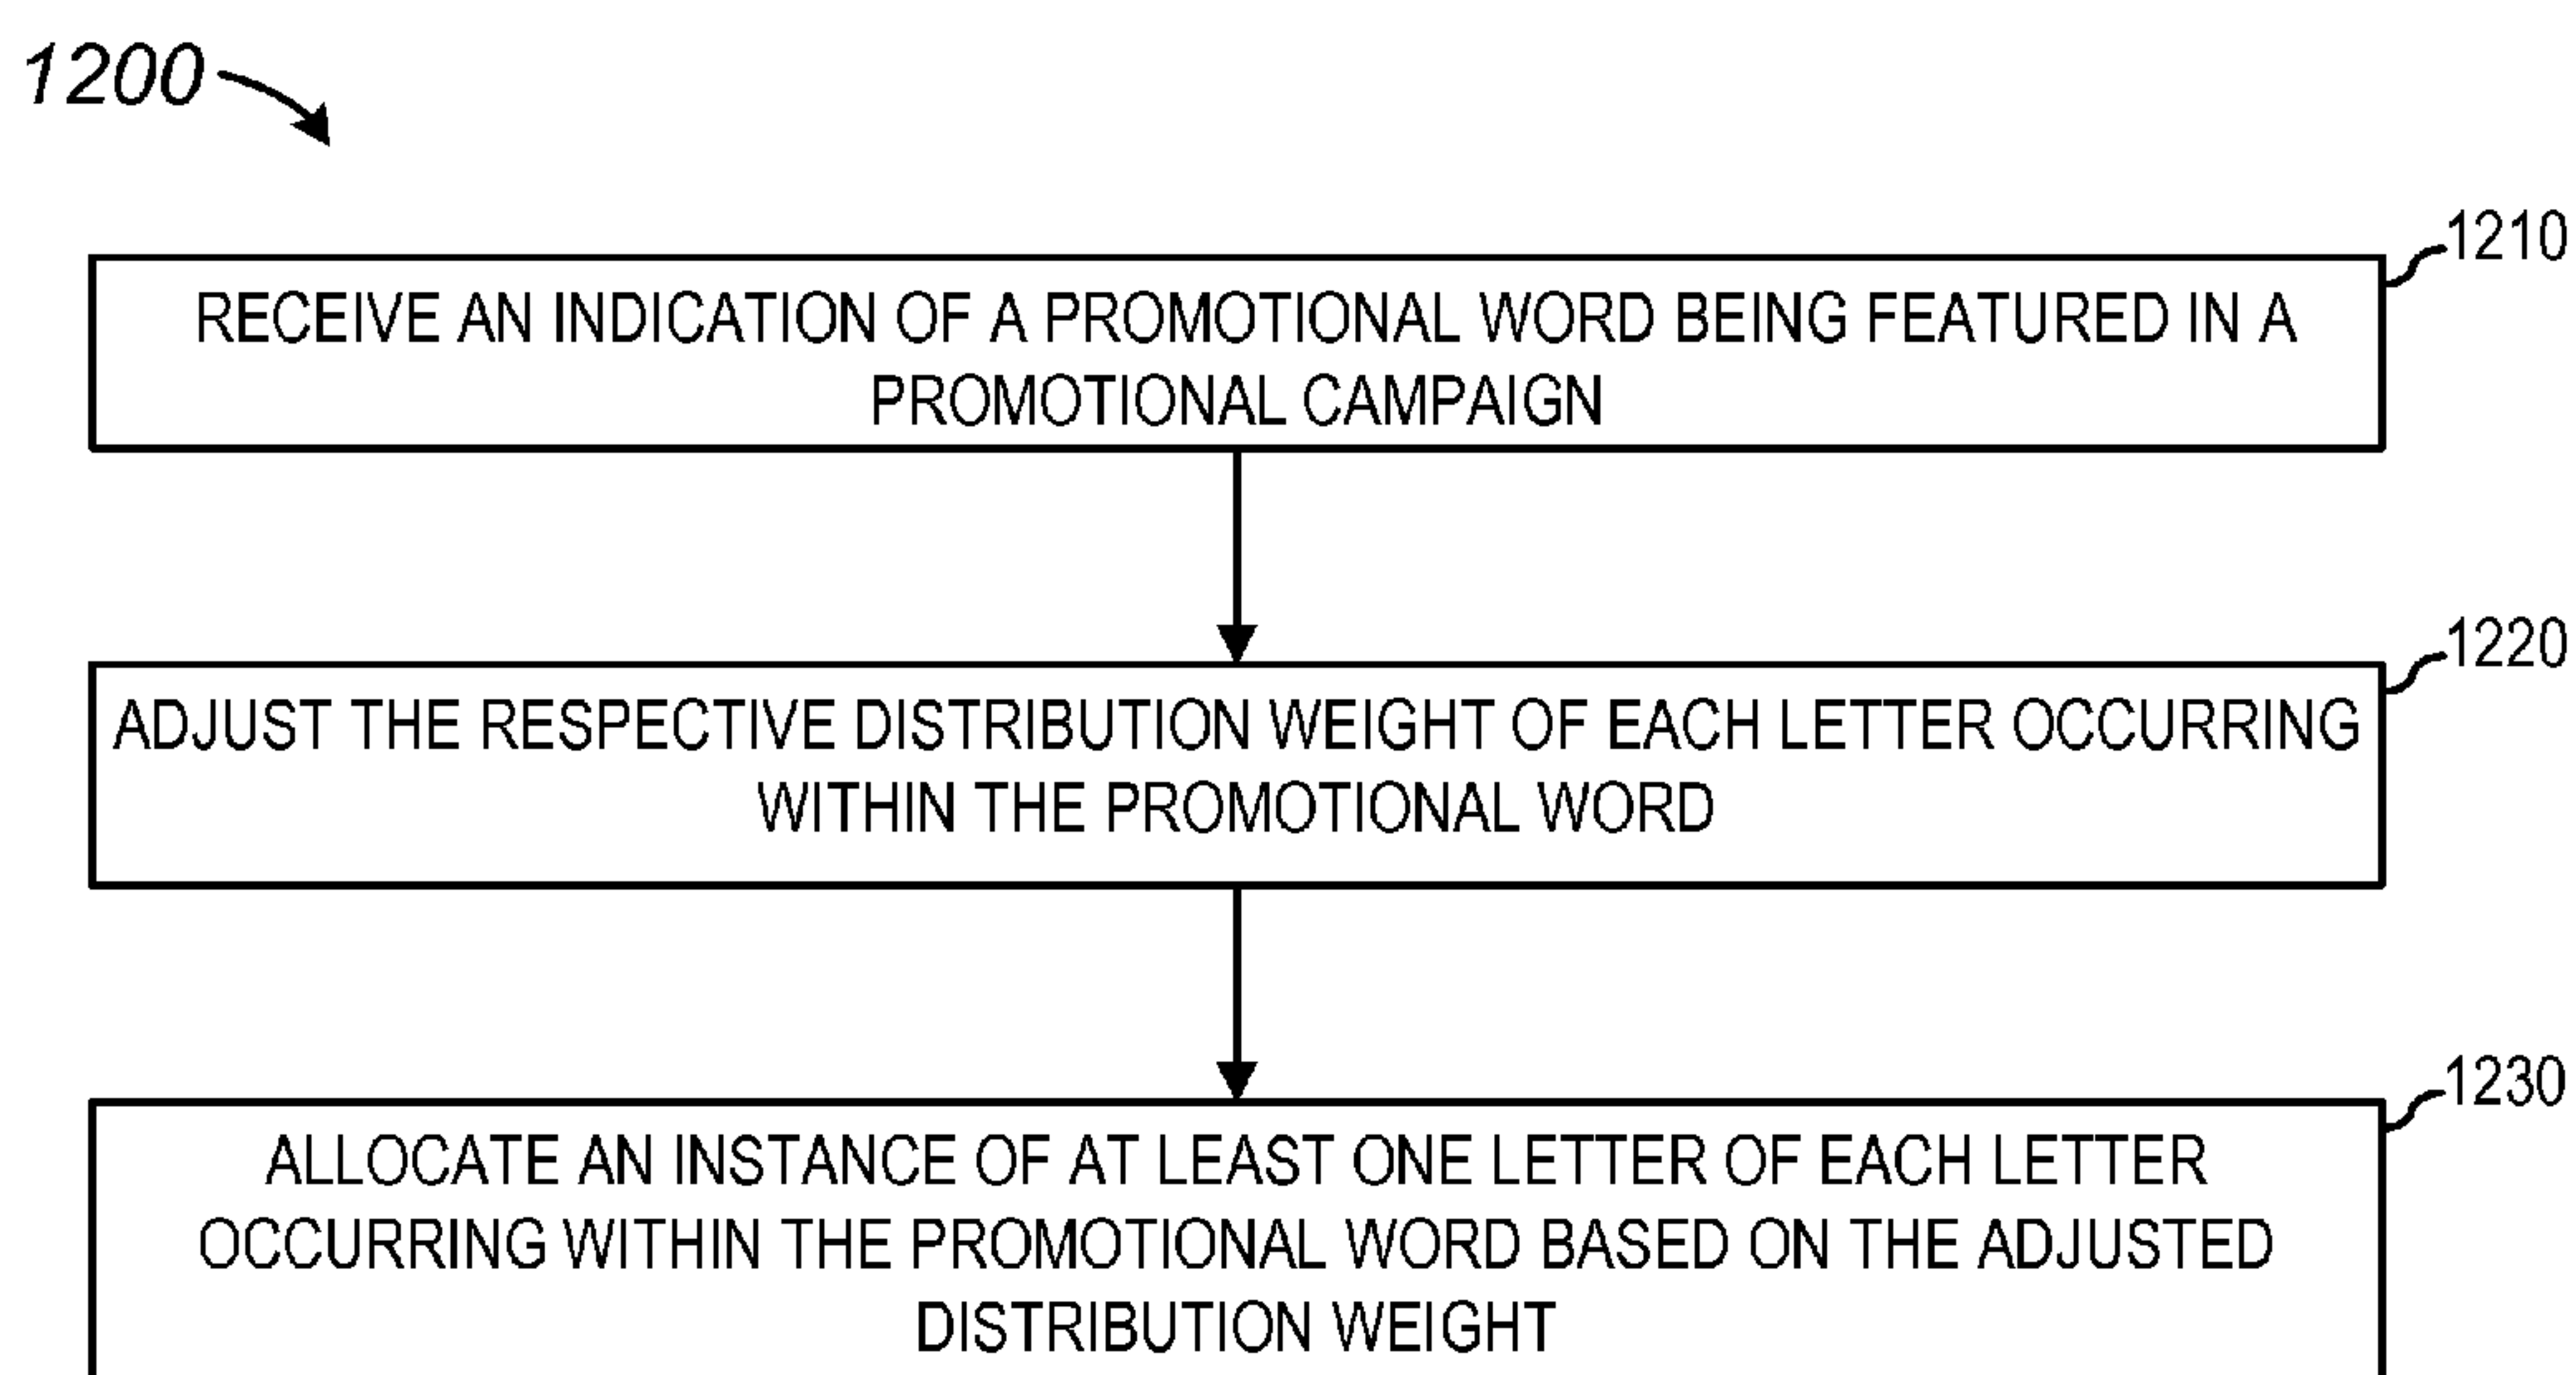 1200
1210
RECEIVE AN INDICATION OF A PROMOTIONAL WORD BEING FEATURED IN A
PROMOTIONAL CAMPAIGN
1220
ADJUST THE RESPECTIVE DISTRIBUTION WEIGHT OF EACH LETTER OCCURRING
WITHIN THE PROMOTIONAL WORD
1230
ALLOCATE AN INSTANCE OF AT LEAST ONE LETTER OF EACH LETTER
OCCURRING WITHIN THE PROMOTIONAL WORD BASED ON THE ADJUSTED
DISTRIBUTION WEIGHT